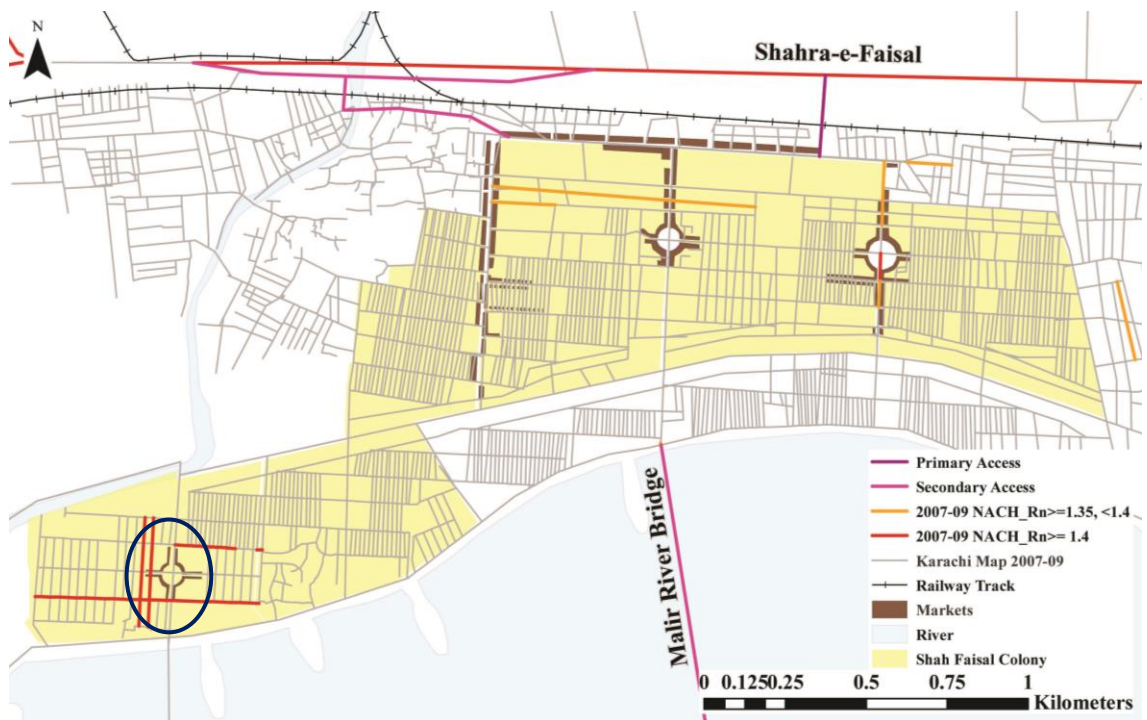 N
Shahra-e-Faisal
Malir River Bridge
Primary Access
Secondary Access
2007-09 NACH_Rn>=1.35, <1.4
2007-09 NACH_Rn>= 1.4
Karachi Map 2007-09
Railway Track
Markets
River
Shah Faisal Colony
0 0.125 0.25 0.5 0.75 1
Kilometers